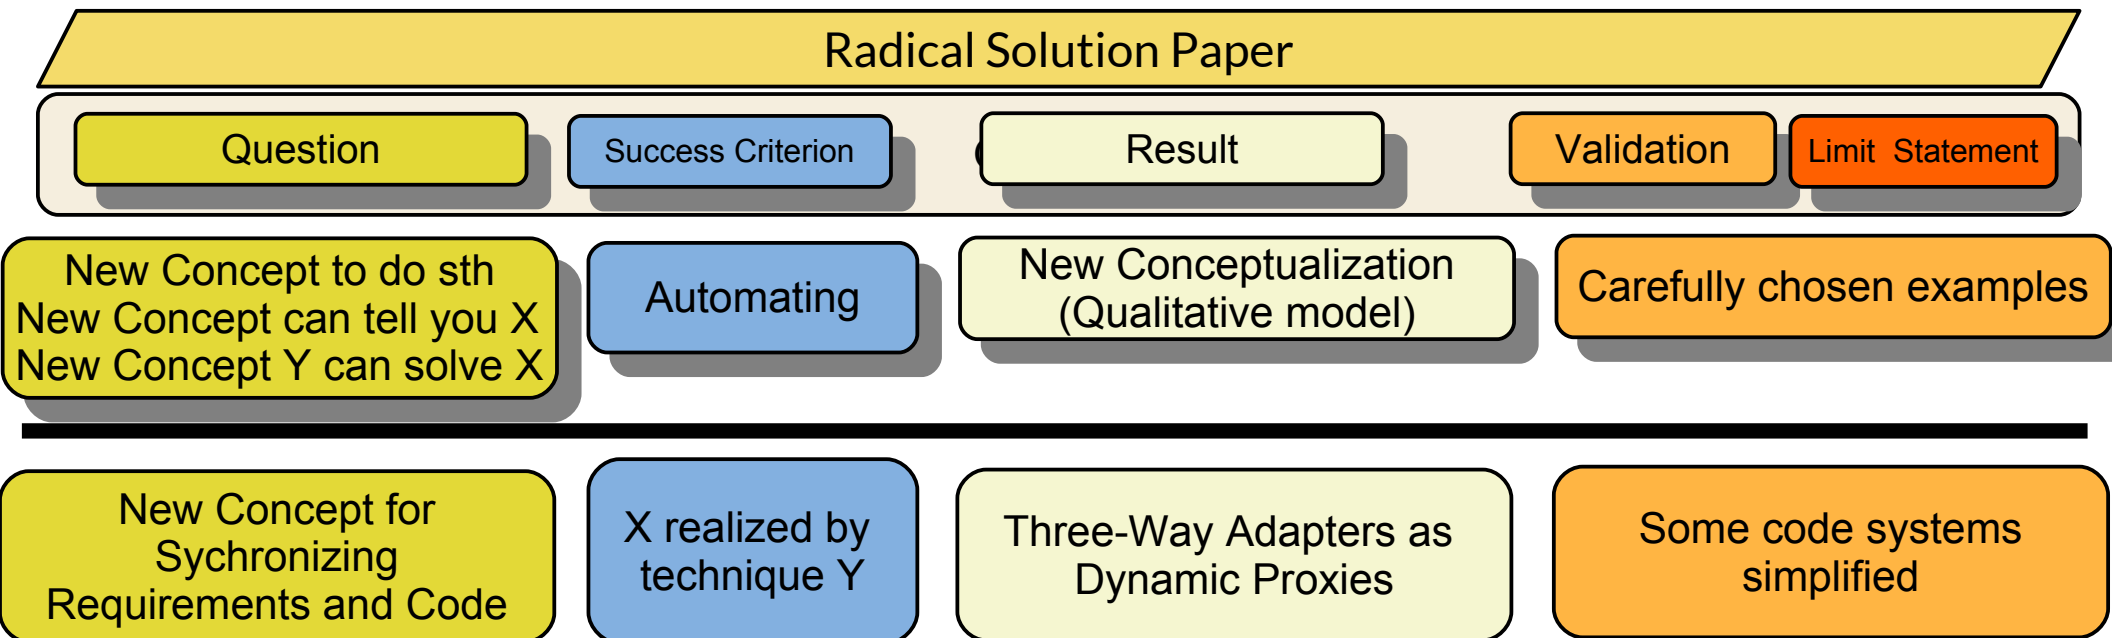 Radical Solution Paper
Question
Success Criterion
Result
Validation
Limit Statement
New Concept to do sth
New Concept can tell you X
New Concept Y can solve X
Automating
New Conceptualization
(Qualitative model)
Carefully chosen examples
New Concept for
Sychronizing
Requirements and Code
X realized by
technique Y
Three-Way Adapters as
Dynamic Proxies
Some code systems
simplified